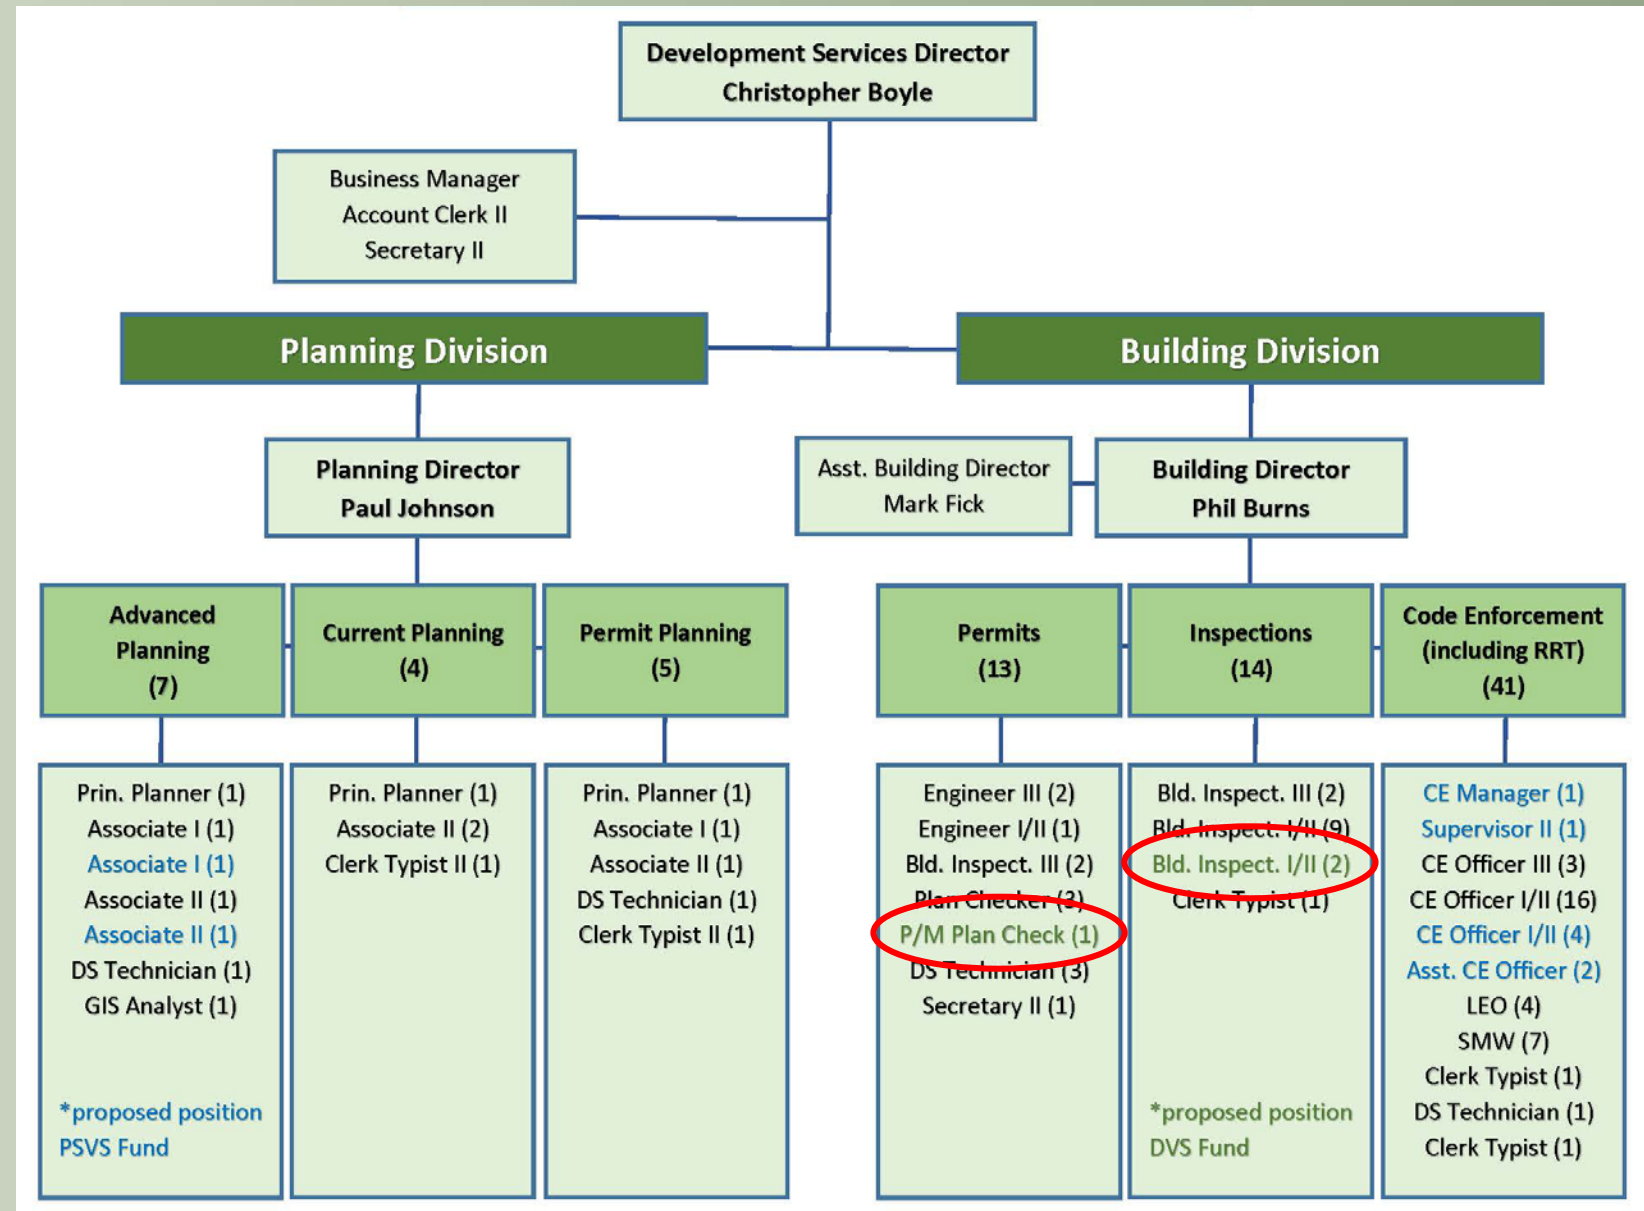 Development Services Director
Christopher Boyle
Business Manager
Account Clerk II
Secretary II
Planning Division
Building Division
Planning Director
Paul Johnson
Asst. Building Director
Mark Fick
Building Director
Phil Burns
Advanced
Planning
(7)
Current Planning
(4)
Permit Planning
(5)
Permits
(13)
Inspections
(14)
Code Enforcement
(including RRT)
(41)
Prin. Planner (1)
Associate I (1)
Associate I (1)
Associate II (1)
Associate II (1)
DS Technician (1)
GIS Analyst (1)
*proposed position
PSVS Fund
Prin. Planner (1)
Associate II (2)
Clerk Typist II (1)
Prin. Planner (1)
Associate I (1)
Associate II (1)
DS Technician (1)
Clerk Typist II (1)
Engineer III (2)
Engineer I/II (1)
Bld. Inspect. III (2)
Plan Checker (3)
P/M Plan Check (1)
DS Technician (3)
Secretary II (1)
Bld. Inspect. III (2)
Bld. Inspect. I/II (9)
Bld. Inspect. I/II (2)
Clerk Typist (1)
*proposed position
DVS Fund
CE Manager (1)
Supervisor II (1)
CE Officer III (3)
CE Officer I/II (16)
CE Officer I/II (4)
Asst. CE Officer (2)
LEO (4)
SMW (7)
Clerk Typist (1)
DS Technician (1)
Clerk Typist (1)